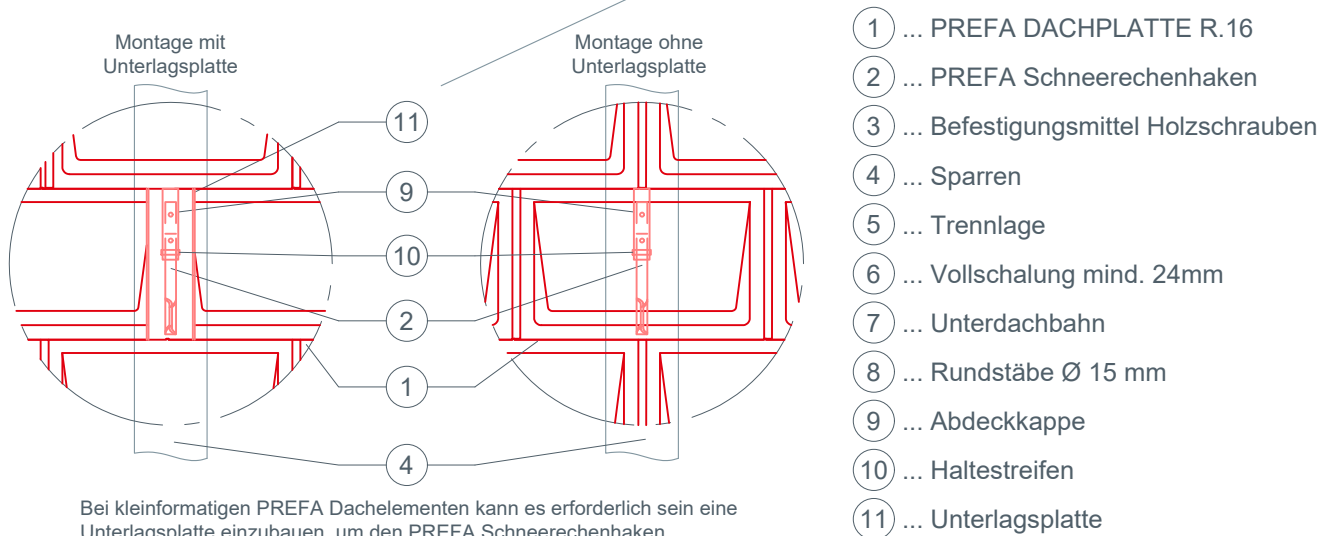 Montage mit
Unterlagsplatte
Montage ohne
Unterlagsplatte
11
9
10
2
1
4
Bei kleinformatigen PREFA Dachelementen kann es erforderlich sein eine
Unterlagsplatte einzubauen, um den PREFA Schneerechenhaken
1 ... PREFA DACHPLATTE R.16
2 ... PREFA Schneerechenhaken
3 ... Befestigungsmittel Holzschrauben
4 ... Sparren
5 ... Trennlage
6 ... Vollschalung mind. 24mm
7 ... Unterdachbahn
8 ... Rundstäbe Ø 15 mm
9 ... Abdeckkappe
10 ... Haltestreifen
11 ... Unterlagsplatte